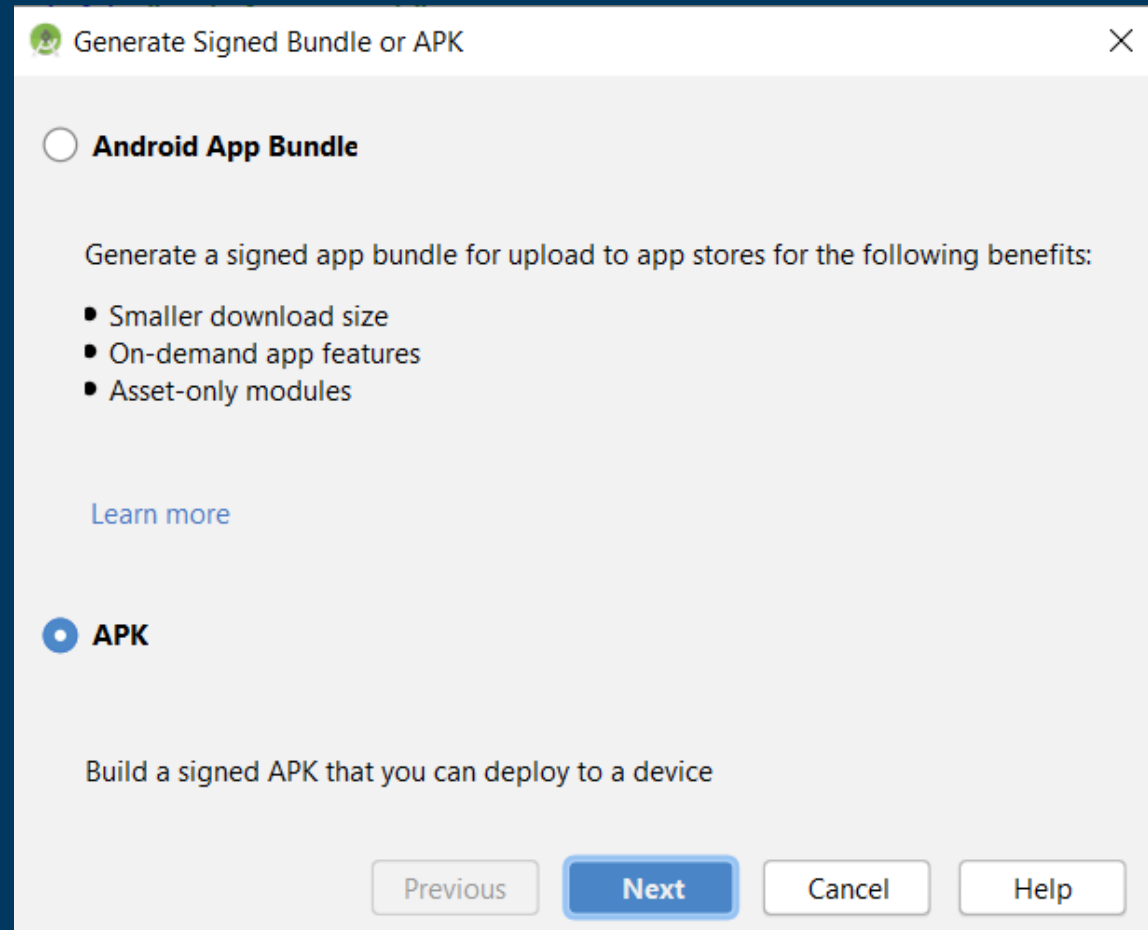 Generate Signed Bundle or APK
Android App Bundle
Generate a signed app bundle for upload to app stores for the following benefits:
• Smaller download size
• On-demand app features
• Asset-only modules
Learn more
APK
Build a signed APK that you can deploy to a device
Previous Next Cancel Help